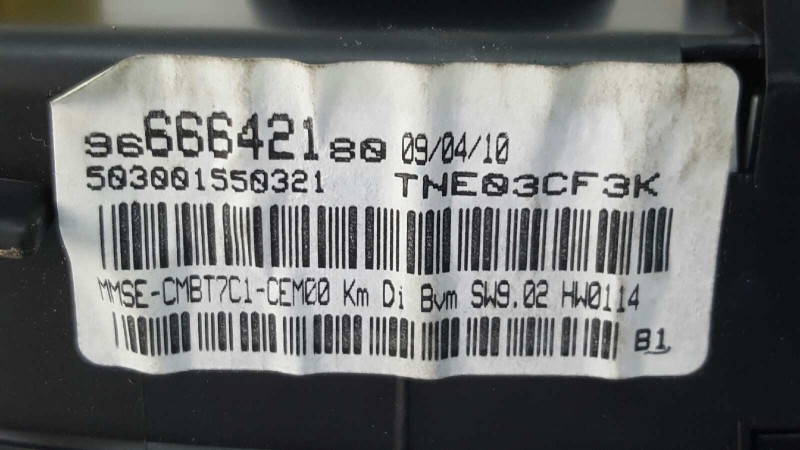 9666642180 09/04/10
503001550321 TNE03CF3K
MMSE-CMBT7C1-CEM00 Km Di Bvm SW9.02 HW0114
B1